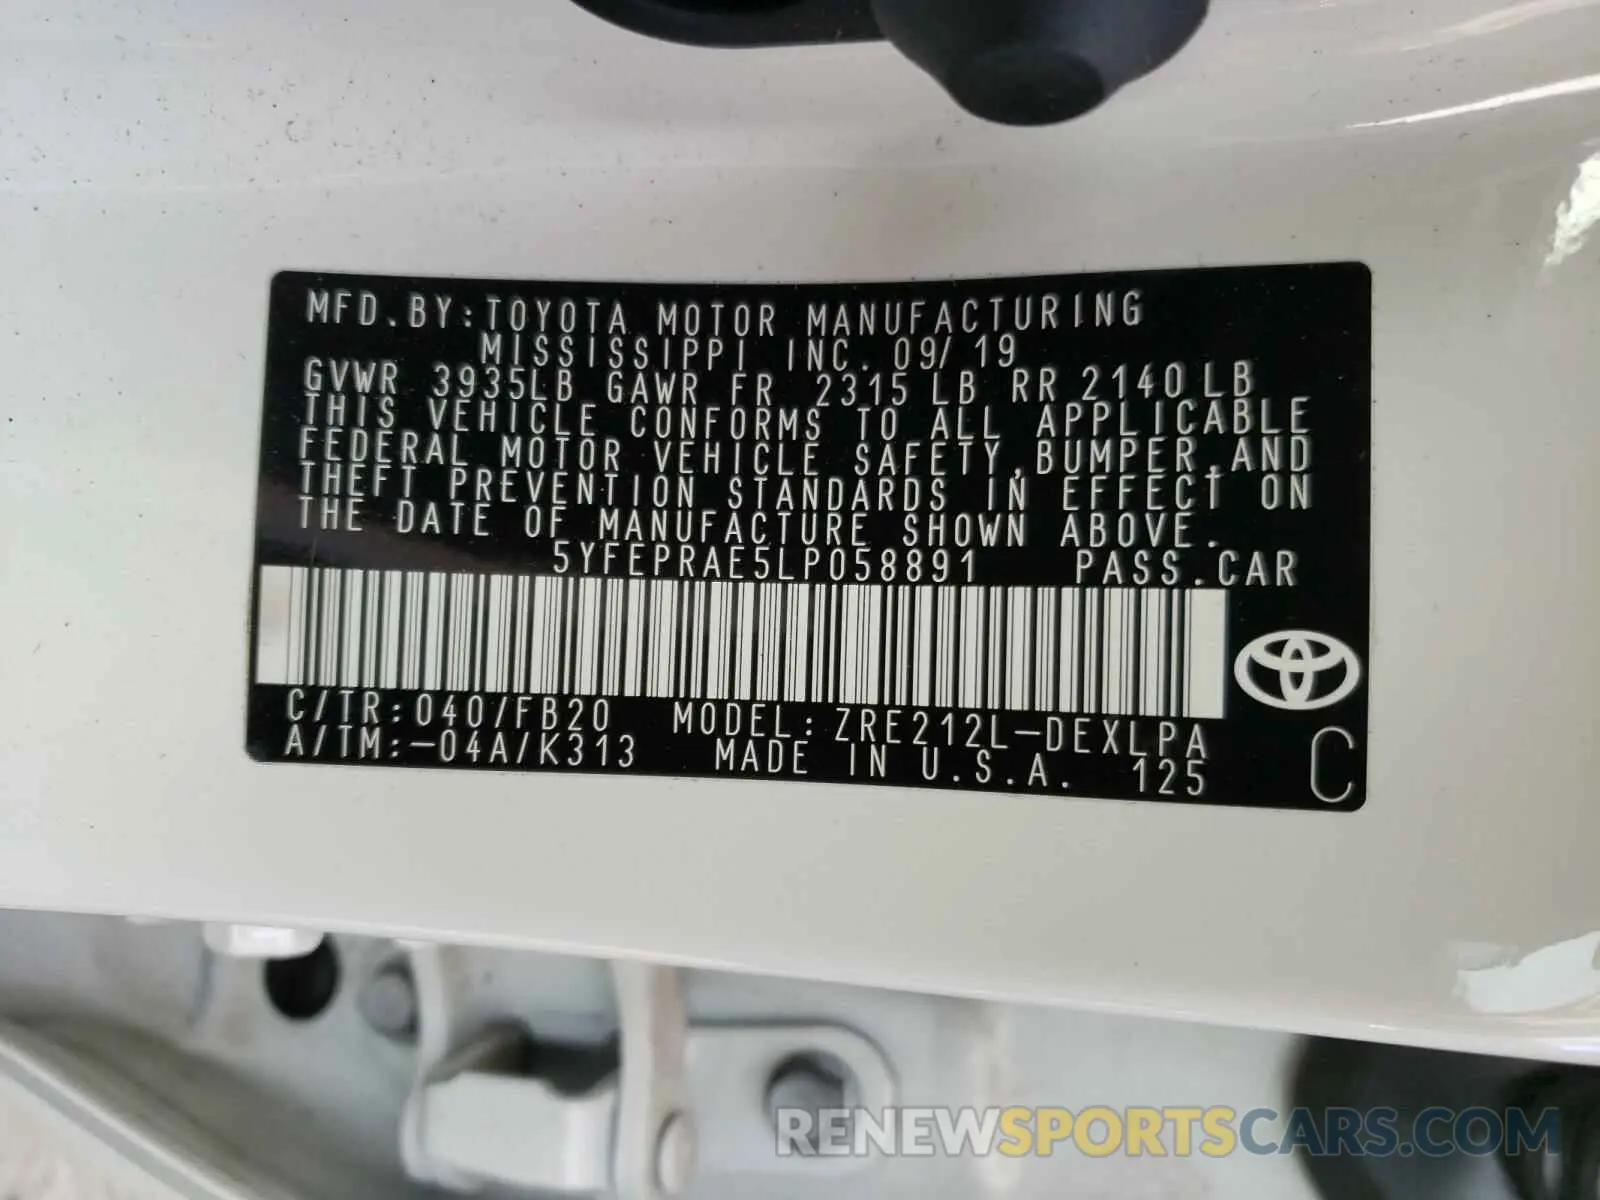 MFD.BY:TOYOTA MOTOR MANUFACTURING
MISSISSIPPI INC. 09/19
GVWR 3935LB GAWR FR 2315 LB RR 2140 LB
THIS VEHICLE CONFORMS TO ALL APPLICABLE
FEDERAL MOTOR VEHICLE SAFETY, BUMPER, AND
THEFT PREVENTION STANDARDS IN EFFECT ON
THE DATE OF MANUFACTURE SHOWN ABOVE.
5YFEPRAE5LP058891 PASS.CAR
C/TR:040/FB20 MODEL:ZRE212L-DEXLPA
A/TM:-04A/K313 MADE IN U.S.A. 125
C
RENEWSPORTSCARS.COM